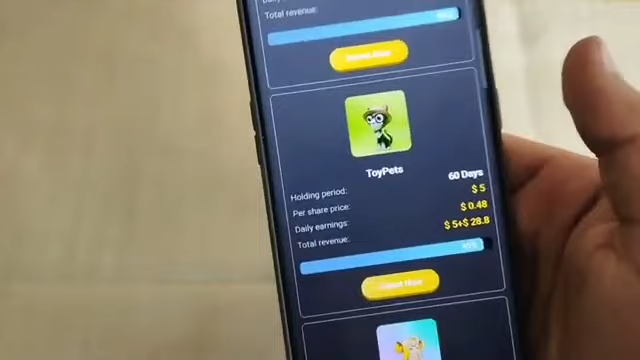 Total revenue:
ToyPets
Holding period: 60 Days
Per share price: $ 5
Daily earnings: $ 0.48
Total revenue: $ 5+$ 28.8